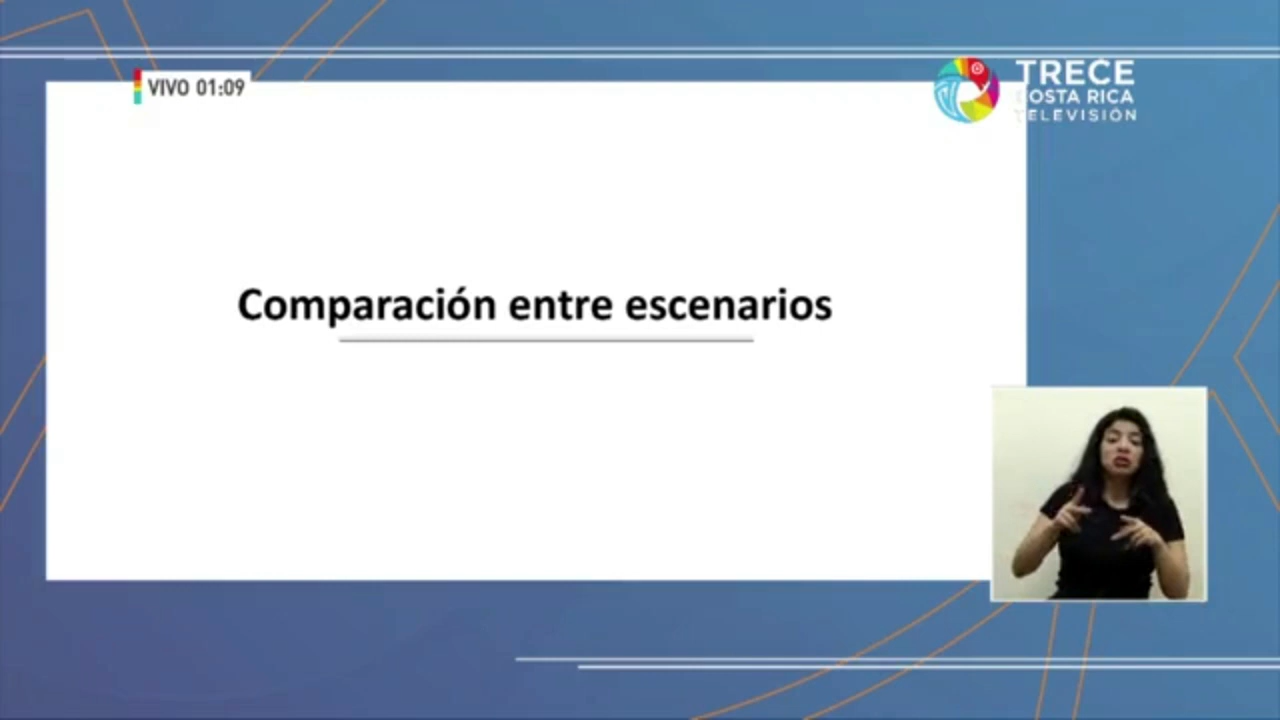 VIVO 01:09
TRECE
COSTA RICA
TELEVISIÓN
Comparación entre escenarios